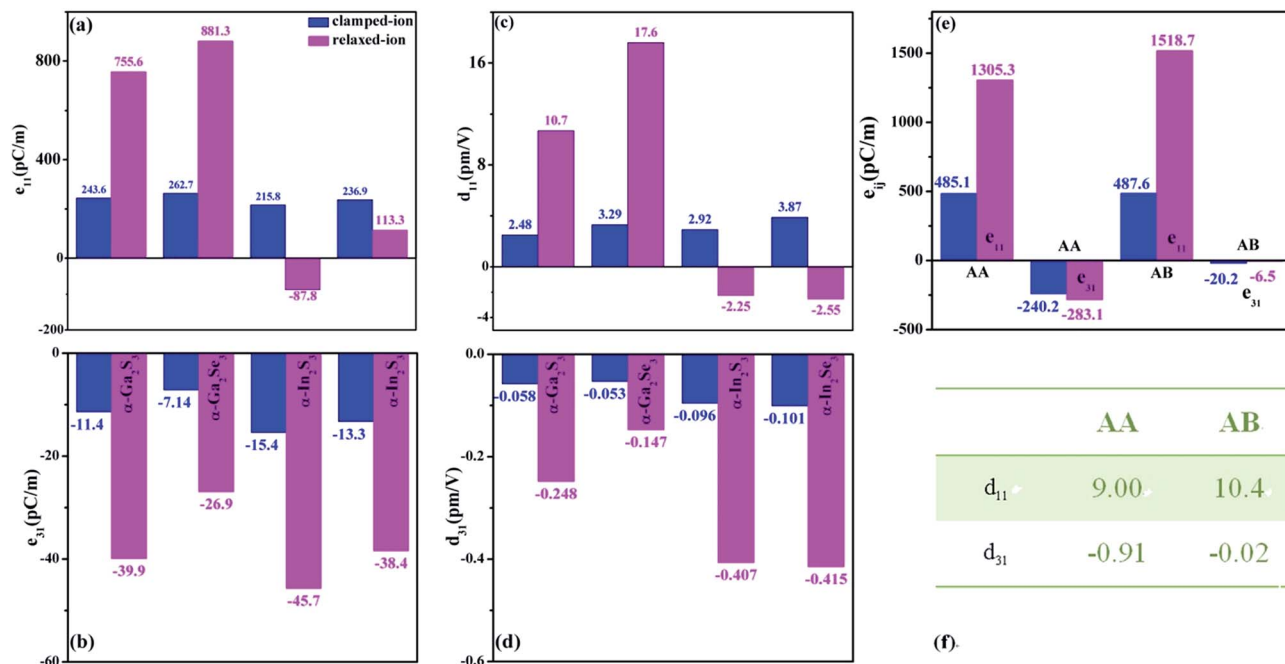 (a)
clamped-ion
relaxed-ion
e11(pC/m)
800
400
0
-200
243.6
755.6
262.7
881.3
215.8
-87.8
236.9
113.3
(b)
e31(pC/m)
0
-20
-40
-60
-11.4
α-Ga2S3
-39.9
-7.14
α-Ga2Se3
-26.9
-15.4
α-In2S3
-45.7
-13.3
α-In2S3
-38.4
(c)
d11(pm/V)
16
12
8
4
0
-4
2.48
10.7
3.29
17.6
2.92
-2.25
3.87
-2.55
(d)
d31(pm/V)
0.0
-0.2
-0.4
-0.6
-0.058
α-Ga2S3
-0.248
-0.053
α-Ga2Se3
-0.147
-0.096
α-In2S3
-0.407
-0.101
α-In2Se3
-0.415
(e)
eij(pC/m)
1500
1000
500
0
-500
485.1
1305.3
e11
AA
AA
-240.2
e31
-283.1
487.6
1518.7
e11
AB
AB
-20.2
-6.5
e31
AA AB
d11 9.00 10.4
d31 -0.91 -0.02
(f)